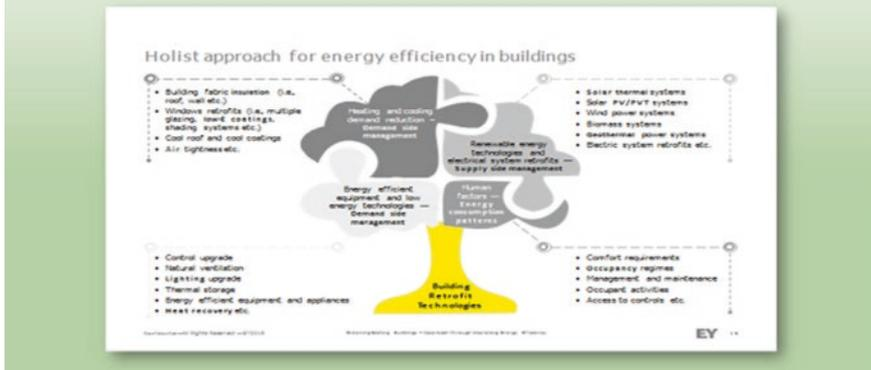 Holist approach for energy efficiency in buildings
• Building fabric insulation (i.e.,
roof, wall etc.)
• Windows retrofits (i.e., multiple
glazing, low-E coatings,
shading systems etc.)
• Cool roof and cool coatings
• Air tightness etc.
Heating and cooling
demand reduction —
Demand side
management
Renewable energy
technologies and
electrical system retrofits —
Supply side management
• Solar thermal systems
• Solar PV/PVT systems
• Wind power systems
• Biomass systems
• Geothermal power systems
• Electric system retrofits etc.
Energy efficient
equipment and low
energy technologies —
Demand side
management
Human
factors —
Energy
consumption
patterns
• Control upgrade
• Natural ventilation
• Lighting upgrade
• Thermal storage
• Energy efficient equipment and appliances
• Heat recovery etc.
Building
Retrofit
Technologies
• Comfort requirements
• Occupancy regimes
• Management and maintenance
• Occupant activities
• Access to controls etc.
All Rights Reserved
EY